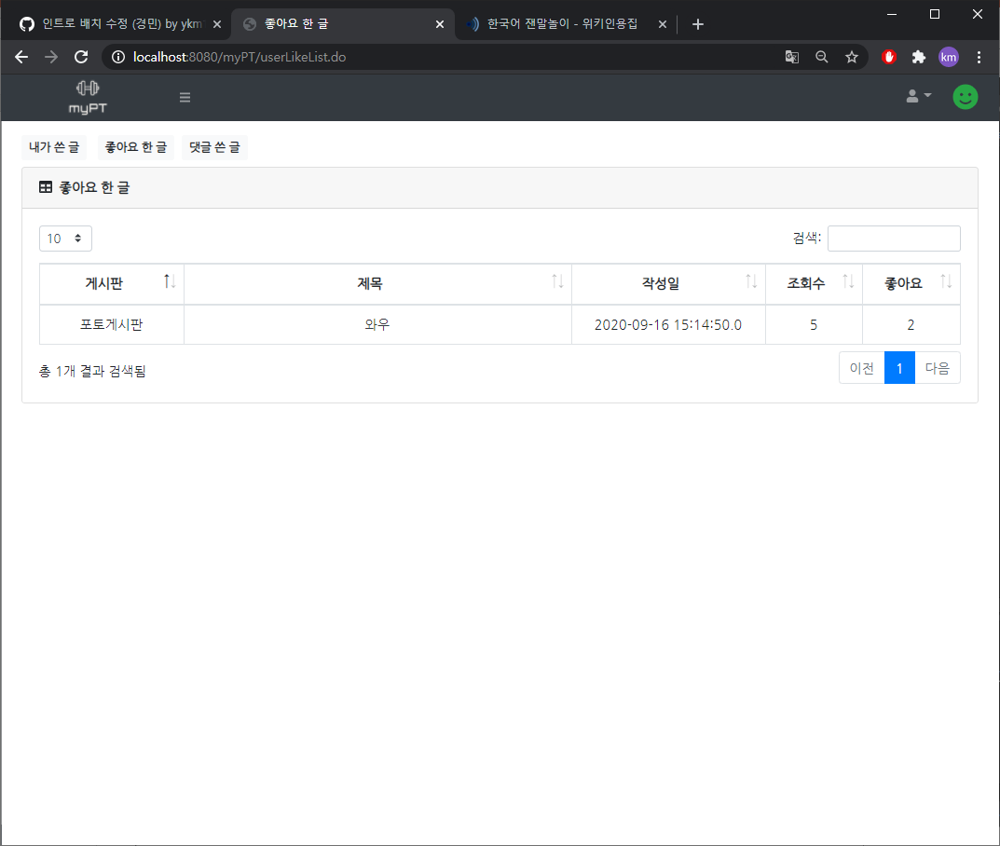 인트로 배치 수정 (경민) by ykm
좋아요 한 글
한국어 잰말놀이 - 위키인용집
localhost:8080/myPT/userLikeList.do
km
myPT
내가 쓴 글 좋아요 한 글 댓글 쓴 글
좋아요 한 글
10 검색:
게시판 제목 작성일 조회수 좋아요
포토게시판 와우 2020-09-16 15:14:50.0 5 2
총 1개 결과 검색됨
이전 1 다음